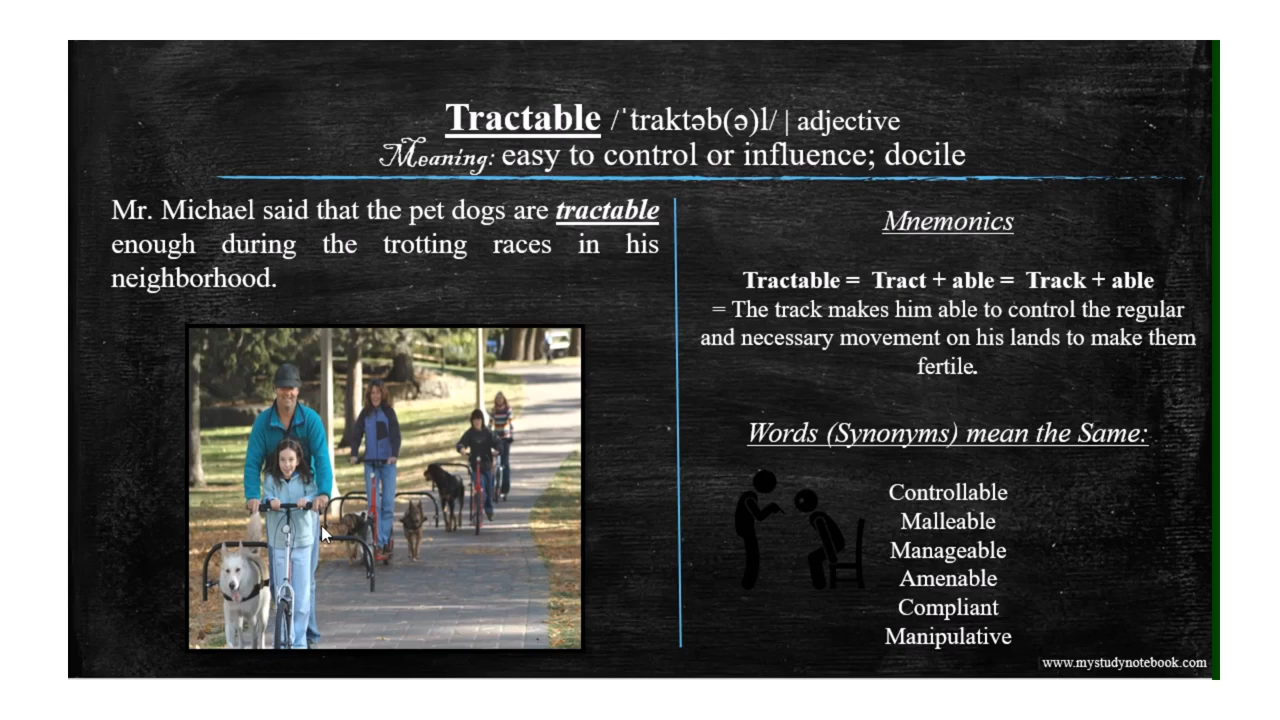 Tractable /ˈtraktəb(ə)l/ | adjective
Meaning: easy to control or influence; docile
Mr. Michael said that the pet dogs are tractable
enough during the trotting races in his
neighborhood.
Mnemonics
Tractable = Tract + able = Track + able
= The track makes him able to control the regular
and necessary movement on his lands to make them
fertile.
Words (Synonyms) mean the Same:
Controllable
Malleable
Manageable
Amenable
Compliant
Manipulative
www.mystudynotebook.com